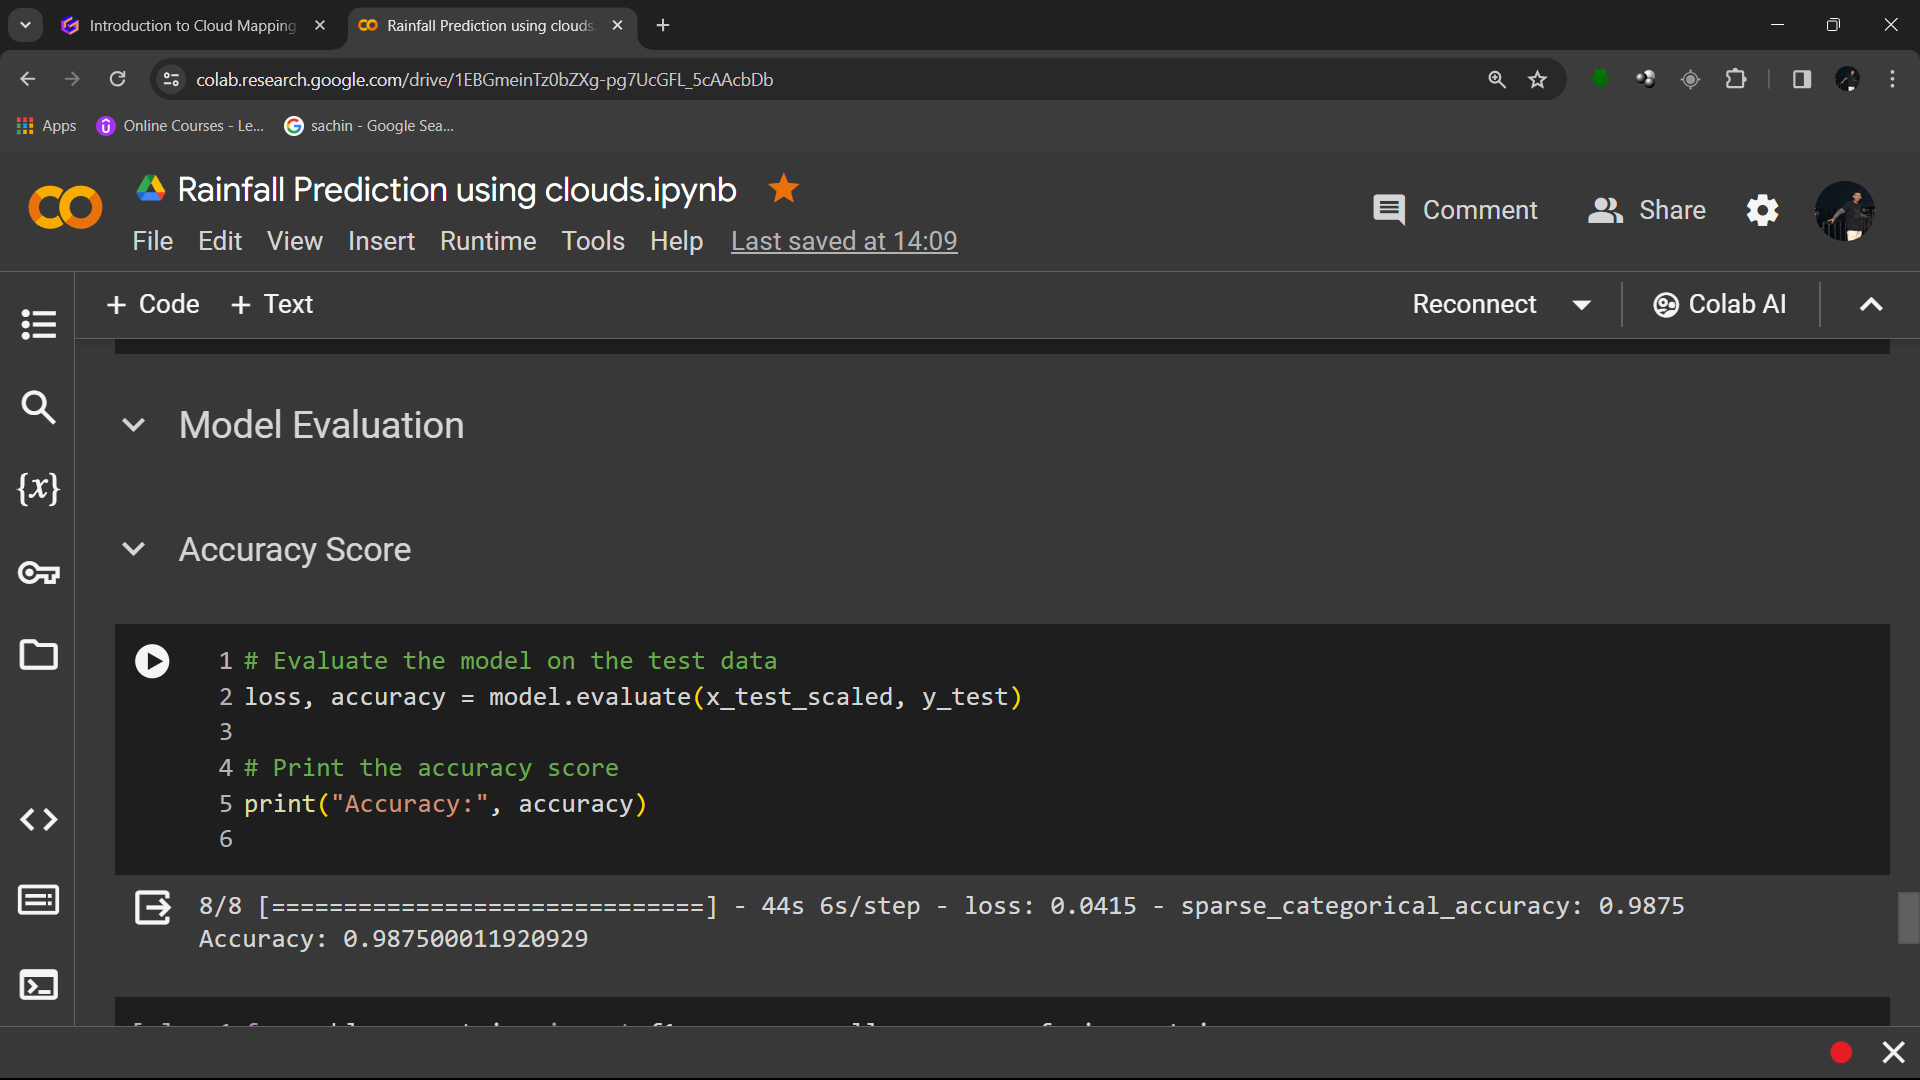 Introduction to Cloud Mapping
Rainfall Prediction using clouds.
colab.research.google.com/drive/1EBGmeinTz0bZXg-pg7UcGFL_5cAAcbDb
Apps
Online Courses - Le...
sachin - Google Sea...
Rainfall Prediction using clouds.ipynb
Comment
Share
File Edit View Insert Runtime Tools Help Last saved at 14:09
+ Code + Text
Reconnect
Colab AI
Model Evaluation
{x}
Accuracy Score
1 # Evaluate the model on the test data
2 loss, accuracy = model.evaluate(x_test_scaled, y_test)
3
4 # Print the accuracy score
5 print("Accuracy:", accuracy)
6
8/8 [==============================] - 44s 6s/step - loss: 0.0415 - sparse_categorical_accuracy: 0.9875
Accuracy: 0.987500011920929